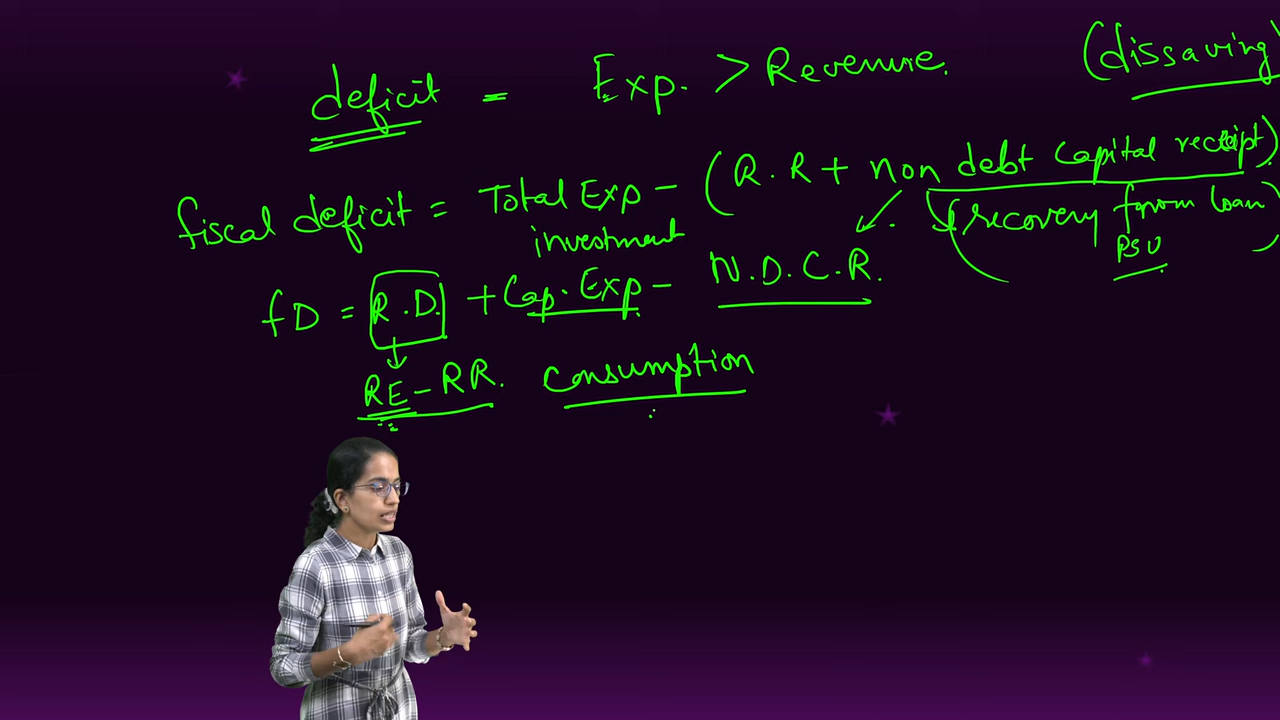 deficit = Exp. > Revenue. (dissaving)
fiscal deficit = Total Exp - (R.R + non debt Capital receipt)
investment
(recovery from loan)
PSU
FD = R.D. + Cap. Exp - N.D.C.R.
RE - RR. Consumption